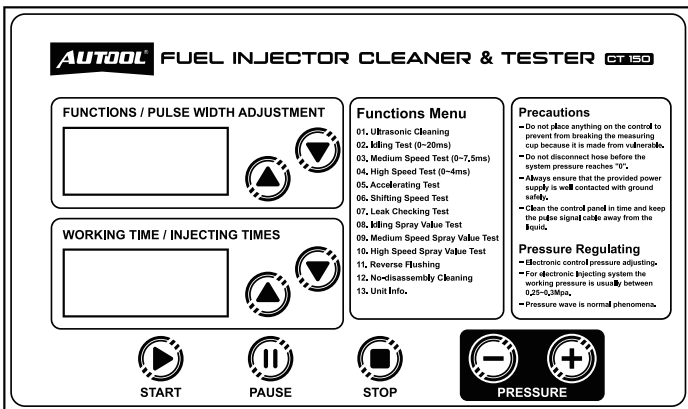 AUTOOL® FUEL INJECTOR CLEANER & TESTER CT 150
FUNCTIONS / PULSE WIDTH ADJUSTMENT
WORKING TIME / INJECTING TIMES
Functions Menu
01. Ultrasonic Cleaning
02. Idling Test (0~20ms)
03. Medium Speed Test (0~7.5ms)
04. High Speed Test (0~4ms)
05. Accelerating Test
06. Shifting Speed Test
07. Leak Checking Test
08. Idling Spray Value Test
09. Medium Speed Spray Value Test
10. High Speed Spray Value Test
11. Reverse Flushing
12. No-disassembly Cleaning
13. Unit Info.
Precautions
– Do not place anything on the control to
prevent from breaking the measuring
cup because it is made from vulnerable.
– Do not disconnect hose before the
system pressure reaches "0".
– Always ensure that the provided power
supply is well contacted with ground
safely.
– Clean the control panel in time and keep
the pulse signal cable away from the
liquid.
Pressure Regulating
– Electronic control pressure adjusting.
– For electronic injecting system the
working pressure is usually between
0.25~0.3Mpa.
– Pressure wave is normal phenomena.
START
PAUSE
STOP
PRESSURE